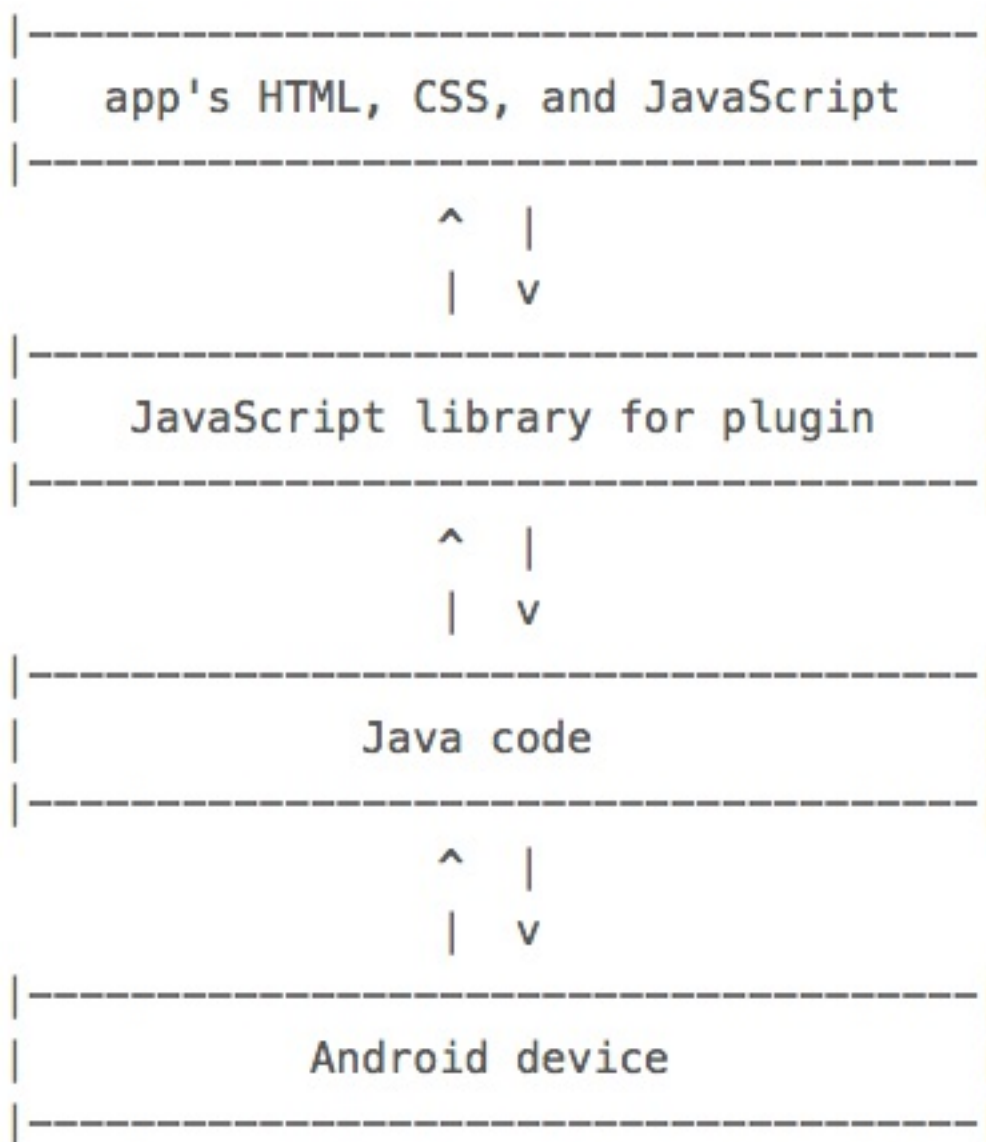 |-------------------------------------
|   app's HTML, CSS, and JavaScript
|-------------------------------------
                 ^  |
                 |  v
|-------------------------------------
|    JavaScript library for plugin
|-------------------------------------
                 ^  |
                 |  v
|-------------------------------------
|             Java code
|-------------------------------------
                 ^  |
                 |  v
|-------------------------------------
|           Android device
|-------------------------------------